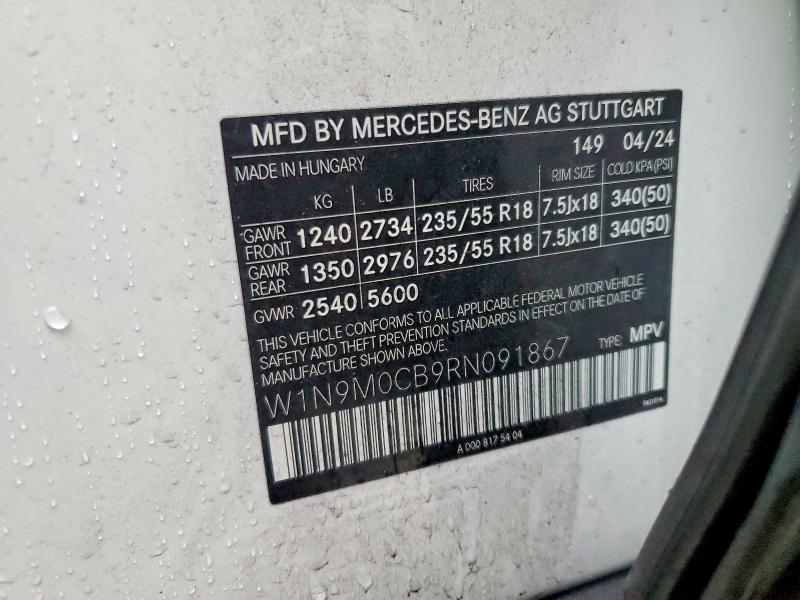 MFD BY MERCEDES-BENZ AG STUTTGART
149 04/24
MADE IN HUNGARY
KG LB TIRES RIM SIZE COLD KPA(PSI)
GAWR FRONT 1240 2734 235/55 R18 7.5Jx18 340(50)
GAWR REAR 1350 2976 235/55 R18 7.5Jx18 340(50)
GVWR 2540 5600
THIS VEHICLE CONFORMS TO ALL APPLICABLE FEDERAL MOTOR VEHICLE
SAFETY AND THEFT PREVENTION STANDARDS IN EFFECT ON THE DATE OF
MANUFACTURE SHOWN ABOVE.
W1N9M0CB9RN091867 TYPE: MPV
A 000 817 54 04